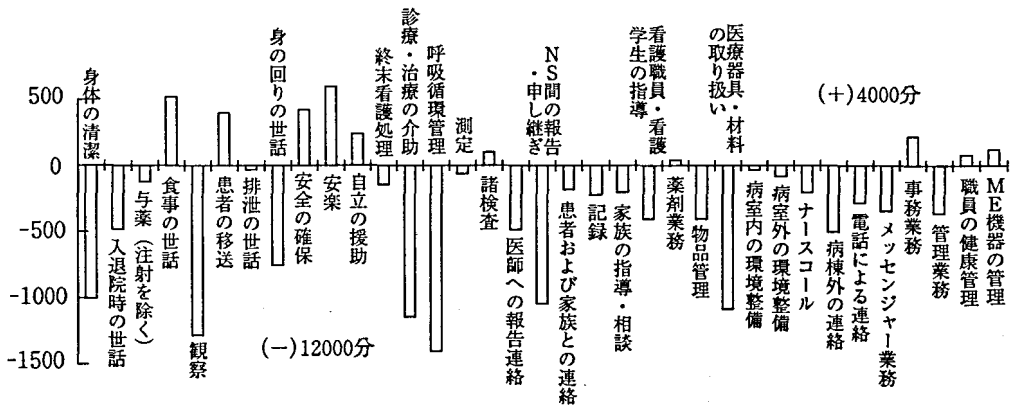 500
0
-500
-1000
-1500
身体の清潔
入退院時の世話
与薬（注射を除く）
食事の世話
観察
患者の移送
排泄の世話
身の回りの世話
安全の確保
安楽
自立の援助
終末看護処理
診療・治療の介助
呼吸循環管理
測定
諸検査
医師への報告連絡
NS間の報告
・申し継ぎ
患者および家族との連絡
記録
家族の指導・相談
看護職員・看護
学生の指導
薬剤業務
物品管理
医療器具・材料
の取り扱い
病室内の環境整備
病室外の環境整備
ナースコール
病棟外の連絡
電話による連絡
メッセンジャー業務
事務業務
管理業務
職員の健康管理
ME機器の管理
(+)4000分
(−)12000分